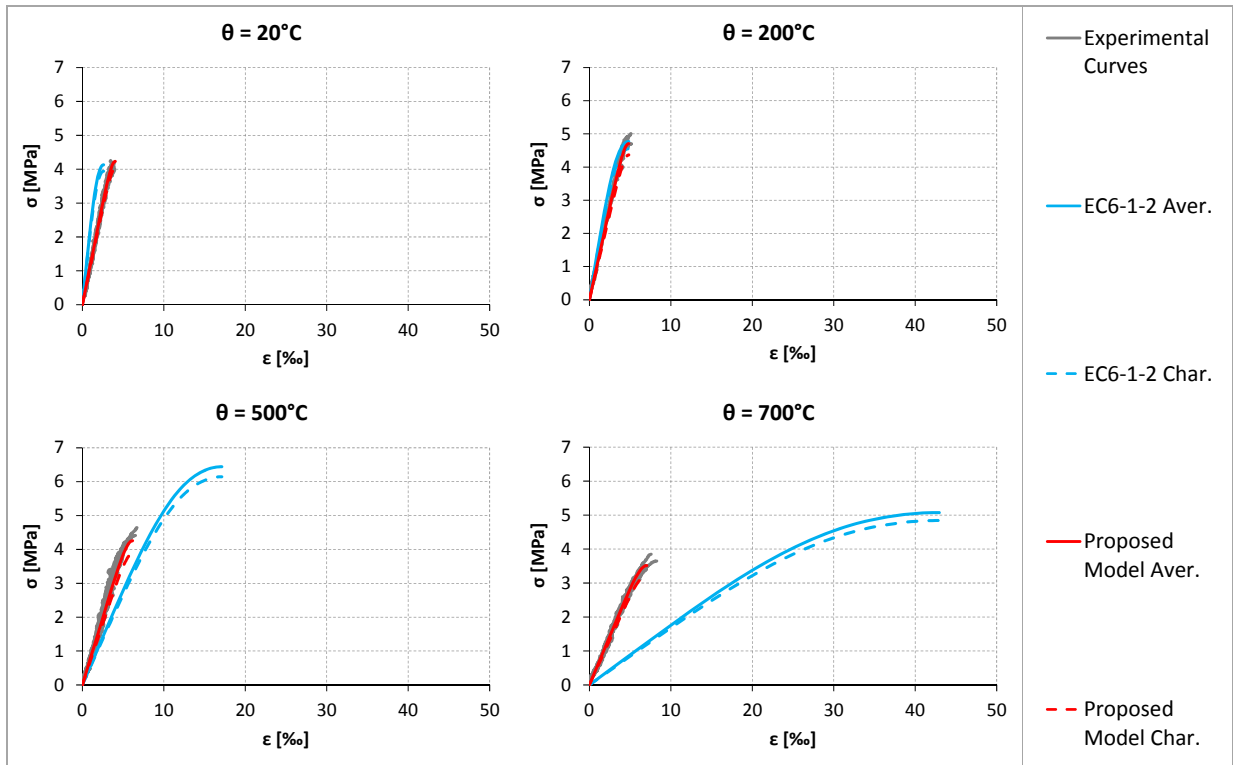 θ = 20°C
7
6
5
4
3
2
1
0
σ [MPa]
0 10 20 30 40 50
ε [‰]
θ = 200°C
7
6
5
4
3
2
1
0
σ [MPa]
0 10 20 30 40 50
ε [‰]
θ = 500°C
7
6
5
4
3
2
1
0
σ [MPa]
0 10 20 30 40 50
ε [‰]
θ = 700°C
7
6
5
4
3
2
1
0
σ [MPa]
0 10 20 30 40 50
ε [‰]
Experimental
Curves
EC6-1-2 Aver.
EC6-1-2 Char.
Proposed
Model Aver.
Proposed
Model Char.